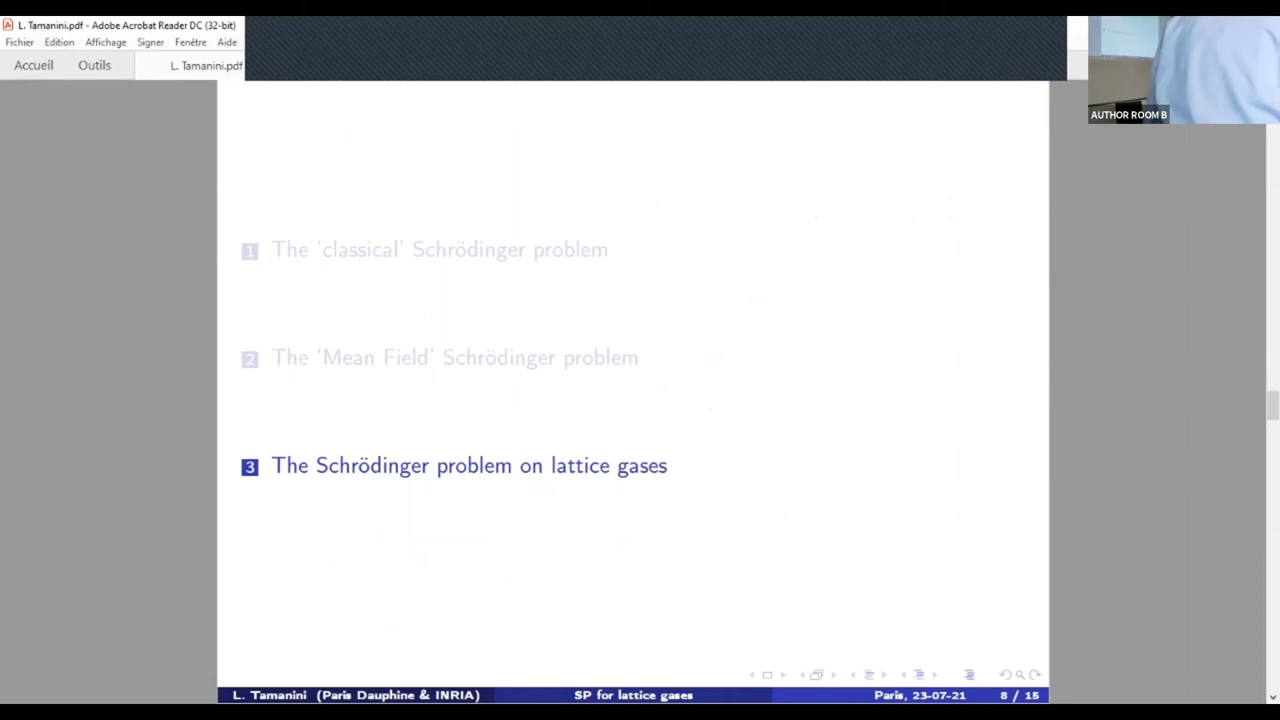 L. Tamanini.pdf - Adobe Acrobat Reader DC (32-bit)
Fichier Edition Affichage Signer Fenêtre Aide
Accueil Outils L. Tamanini.pdf
AUTHOR ROOM B
1 The ‘classical’ Schrödinger problem
2 The ‘Mean Field’ Schrödinger problem
3 The Schrödinger problem on lattice gases
L. Tamanini (Paris Dauphine & INRIA) SP for lattice gases Paris, 23-07-21 8 / 15